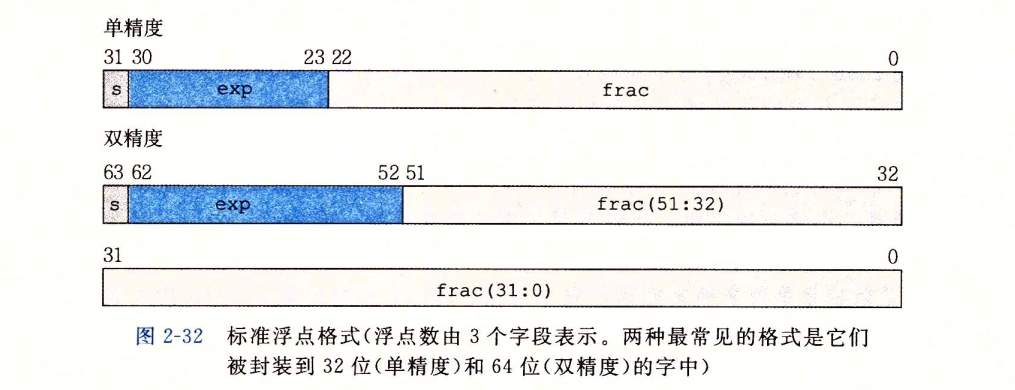 单精度
31 30 23 22 0
s exp frac
双精度
63 62 52 51 32
s exp frac(51:32)
31 0
frac(31:0)
图 2-32 标准浮点格式(浮点数由 3 个字段表示。两种最常见的格式是它们
被封装到 32 位(单精度)和 64 位(双精度)的字中)